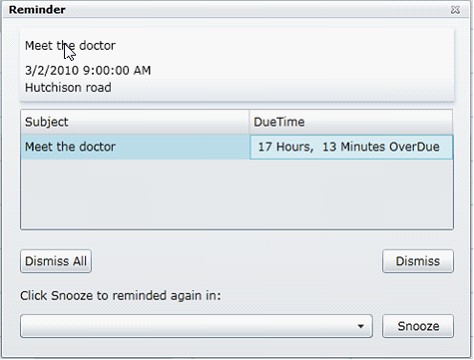 Reminder
Meet the doctor
3/2/2010 9:00:00 AM
Hutchison road
Subject DueTime
Meet the doctor 17 Hours, 13 Minutes OverDue
Dismiss All Dismiss
Click Snooze to reminded again in:
Snooze